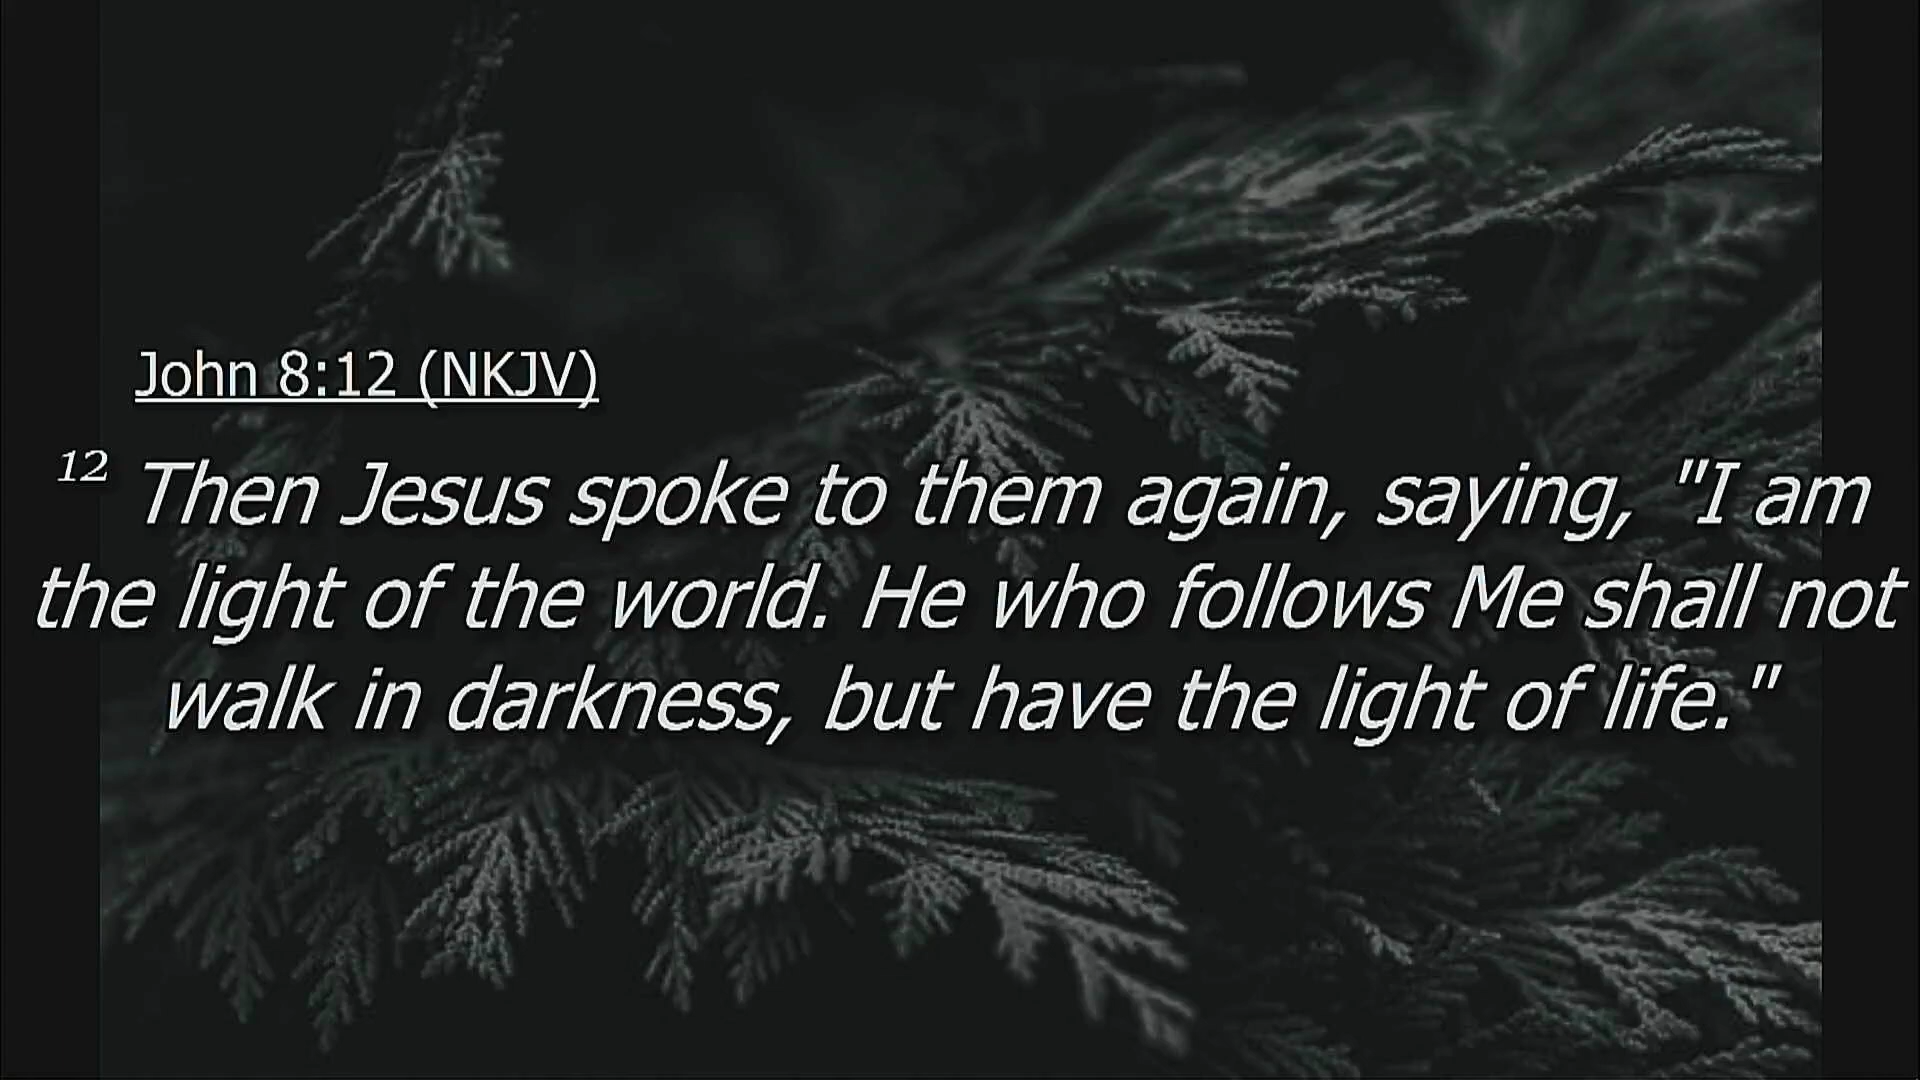 John 8:12 (NKJV)
12 Then Jesus spoke to them again, saying, "I am
the light of the world. He who follows Me shall not
walk in darkness, but have the light of life."